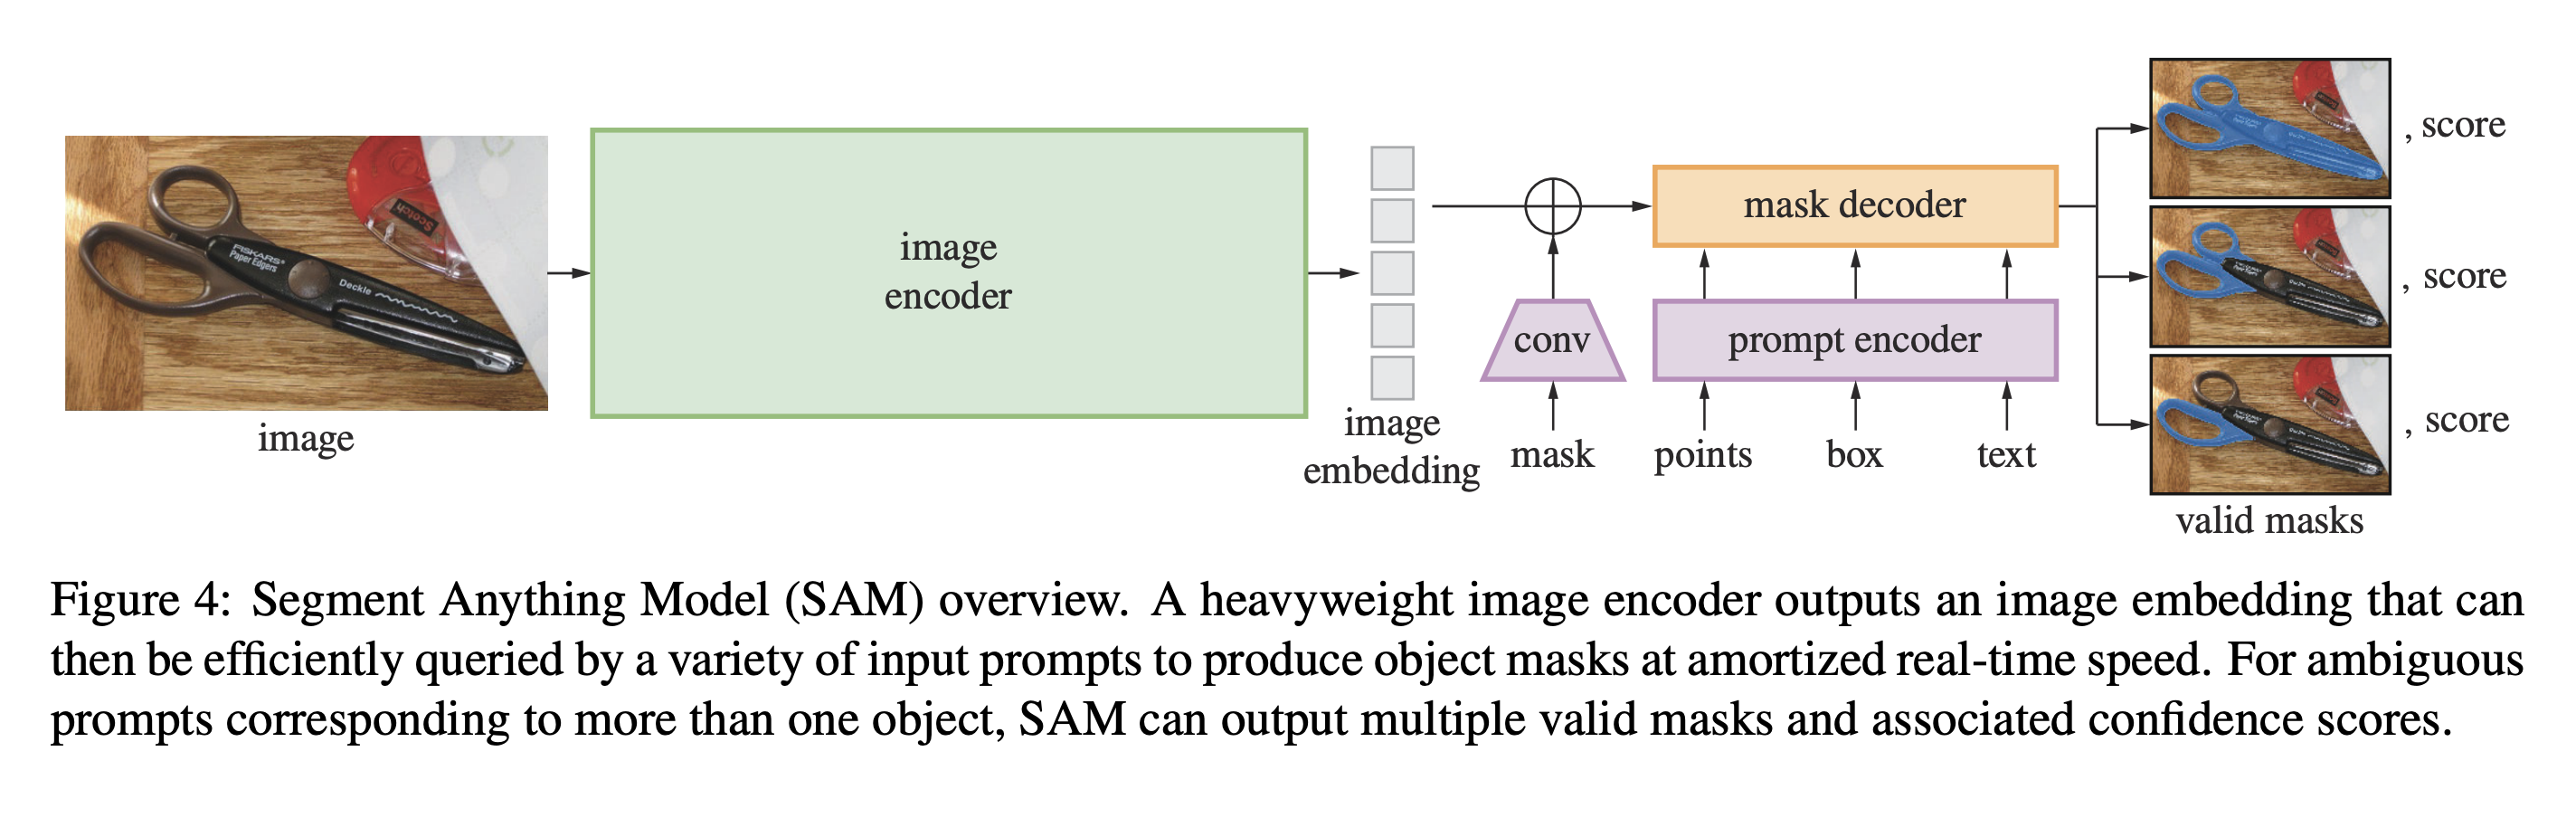 FISKARS®
Paper Edgers
Deckle
Scotch
image
image
encoder
image
embedding
conv
mask
mask decoder
prompt encoder
points
box
text
, score
, score
, score
valid masks
Figure 4: Segment Anything Model (SAM) overview. A heavyweight image encoder outputs an image embedding that can
then be efficiently queried by a variety of input prompts to produce object masks at amortized real-time speed. For ambiguous
prompts corresponding to more than one object, SAM can output multiple valid masks and associated confidence scores.